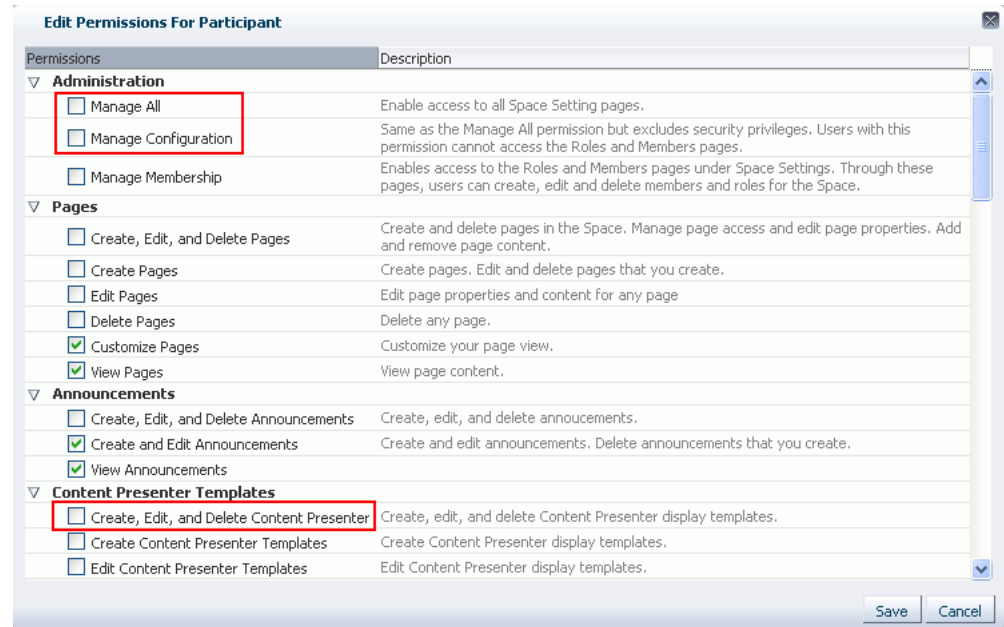 Edit Permissions For Participant
Permissions Description
Administration
Manage All Enable access to all Space Setting pages.
Manage Configuration Same as the Manage All permission but excludes security privileges. Users with this
permission cannot access the Roles and Members pages.
Manage Membership Enables access to the Roles and Members pages under Space Settings. Through these
pages, users can create, edit and delete members and roles for the Space.
Pages
Create, Edit, and Delete Pages Create and delete pages in the Space. Manage page access and edit page properties. Add
and remove page content.
Create Pages Create pages. Edit and delete pages that you create.
Edit Pages Edit page properties and content for any page
Delete Pages Delete any page.
Customize Pages Customize your page view.
View Pages View page content.
Announcements
Create, Edit, and Delete Announcements Create, edit, and delete annoucements.
Create and Edit Announcements Create and edit announcements. Delete announcements that you create.
View Announcements
Content Presenter Templates
Create, Edit, and Delete Content Presenter Create, edit, and delete Content Presenter display templates.
Create Content Presenter Templates Create Content Presenter display templates.
Edit Content Presenter Templates Edit Content Presenter display templates.
Save Cancel